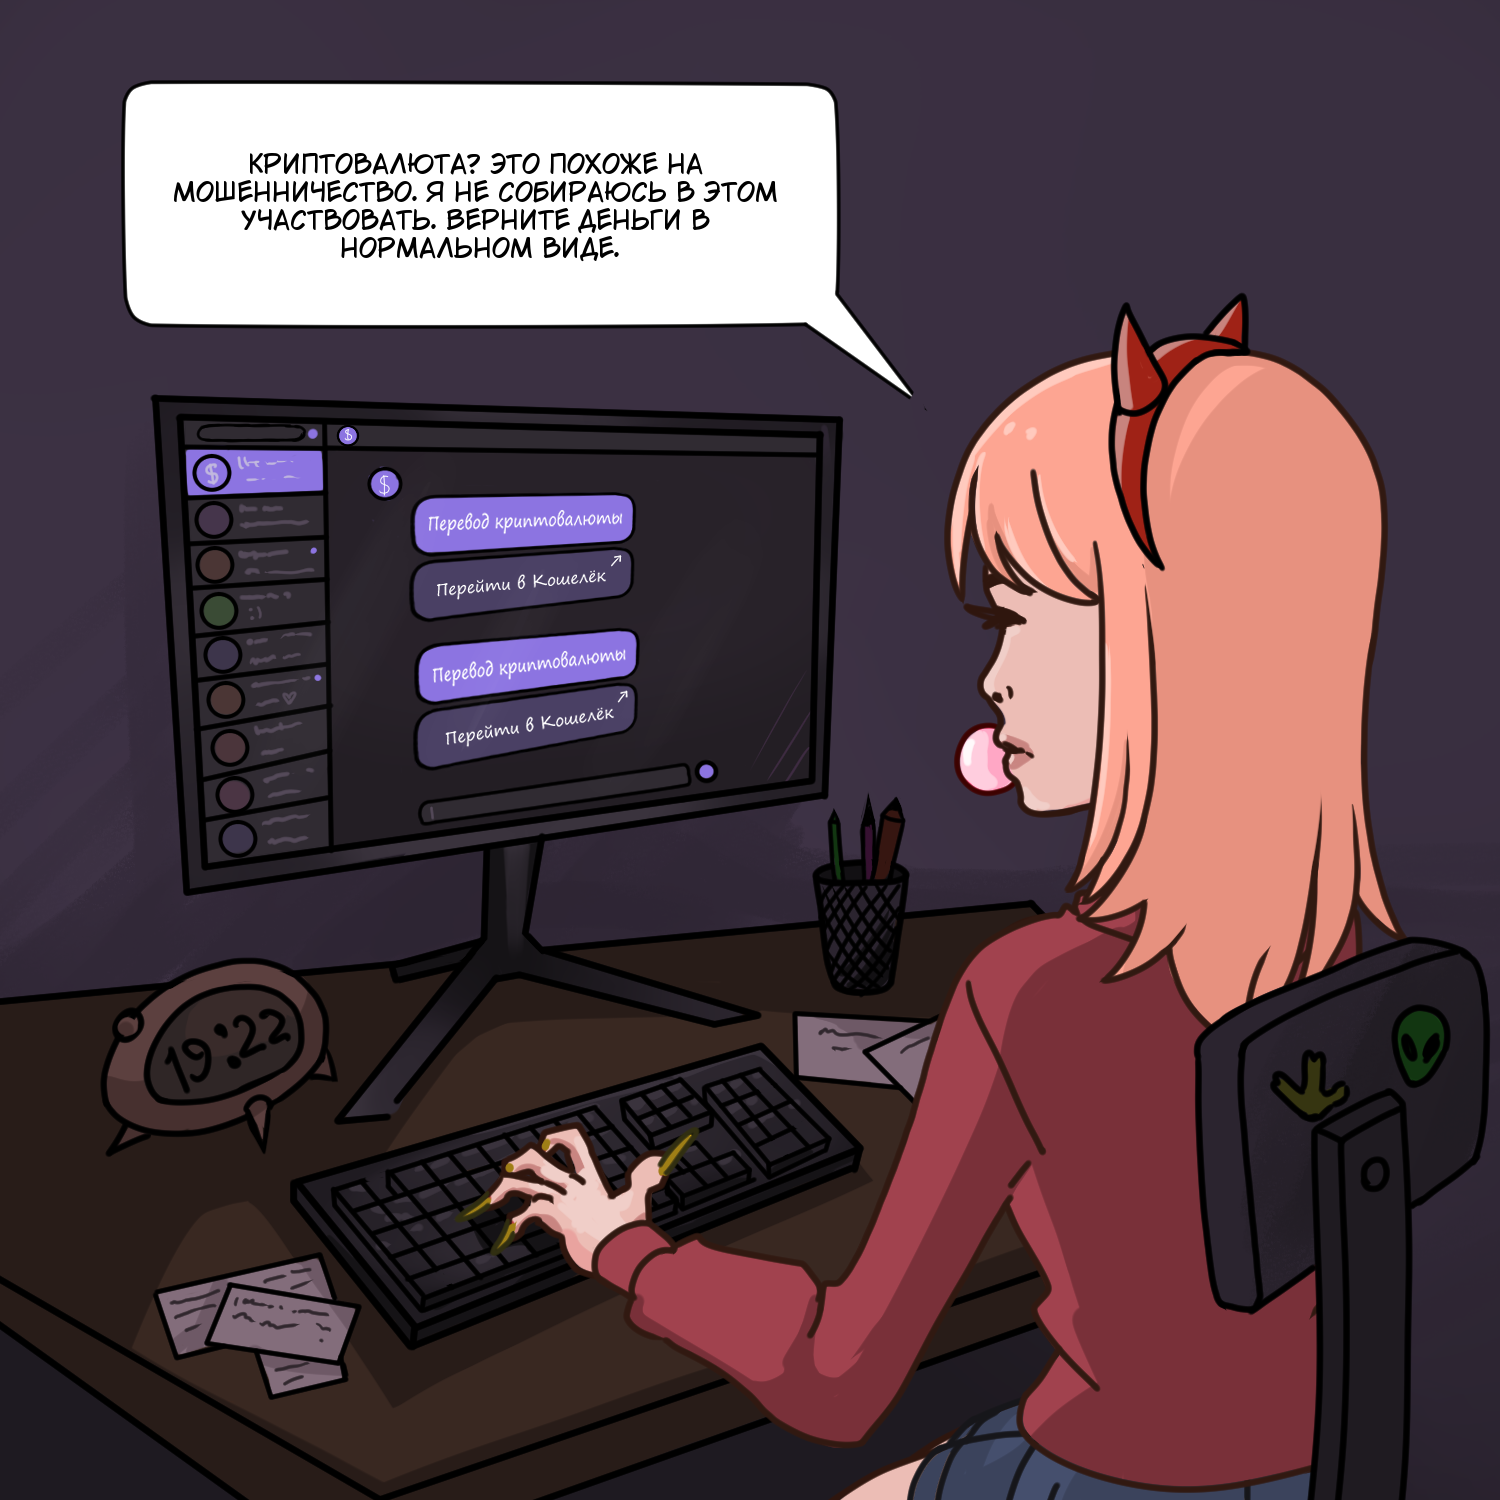 КРИПТОВАЛЮТА? ЭТО ПОХОЖЕ НА
МОШЕННИЧЕСТВО. Я НЕ СОБИРАЮСЬ В ЭТОМ
УЧАСТВОВАТЬ. ВЕРНИТЕ ДЕНЬГИ В
НОРМАЛЬНОМ ВИДЕ.
$
$
$
Перевод криптовалюты
Перейти в Кошелёк
:)
Перевод криптовалюты
Перейти в Кошелёк
19:22